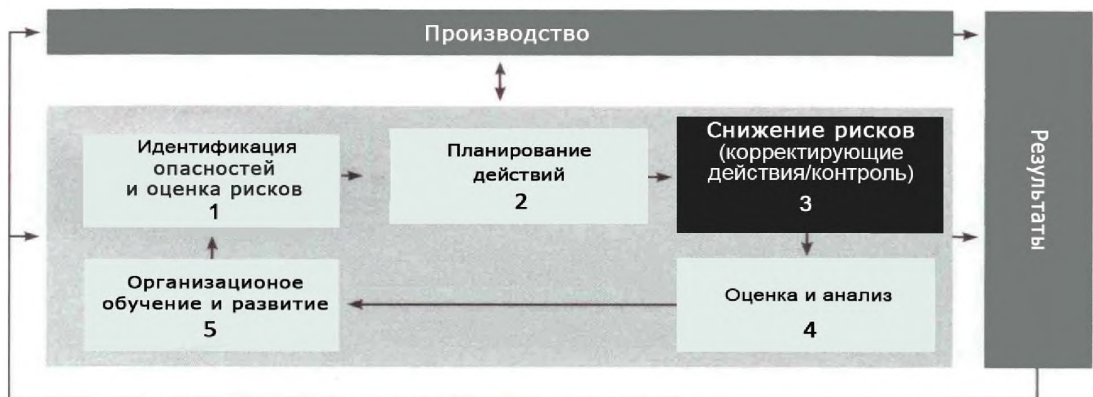 Производство
Идентификация
опасностей
и оценка рисков
1
Планирование
действий
2
Снижение рисков
(корректирующие
действия/контроль)
3
Организационое
обучение и развитие
5
Оценка и анализ
4
Результаты